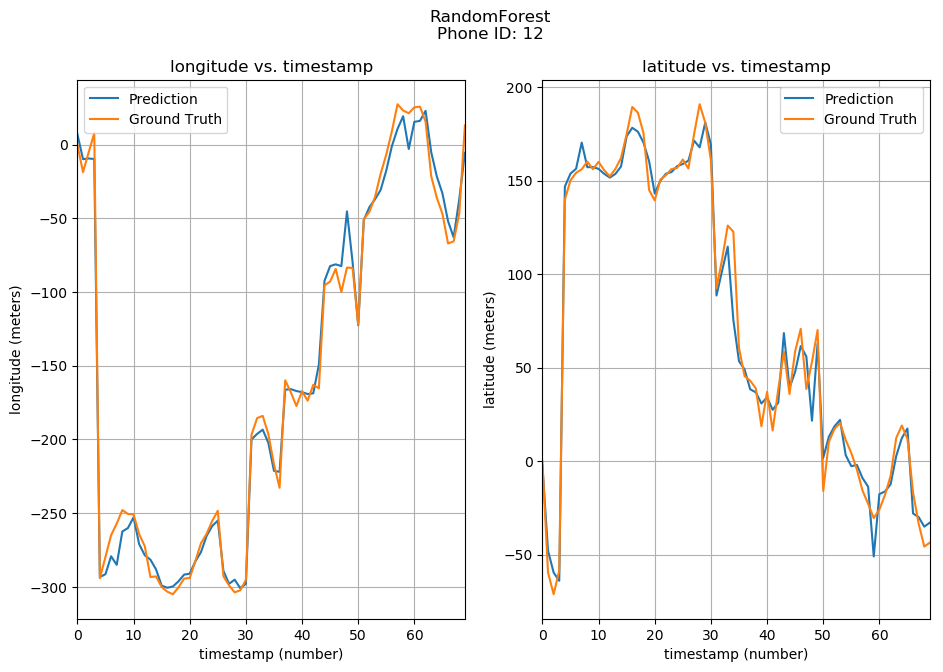 RandomForest
Phone ID: 12
longitude vs. timestamp
Prediction
Ground Truth
0
−50
−100
−150
−200
−250
−300
longitude (meters)
0
10
20
30
40
50
60
timestamp (number)
latitude vs. timestamp
Prediction
Ground Truth
200
150
100
50
0
−50
latitude (meters)
0
10
20
30
40
50
60
timestamp (number)